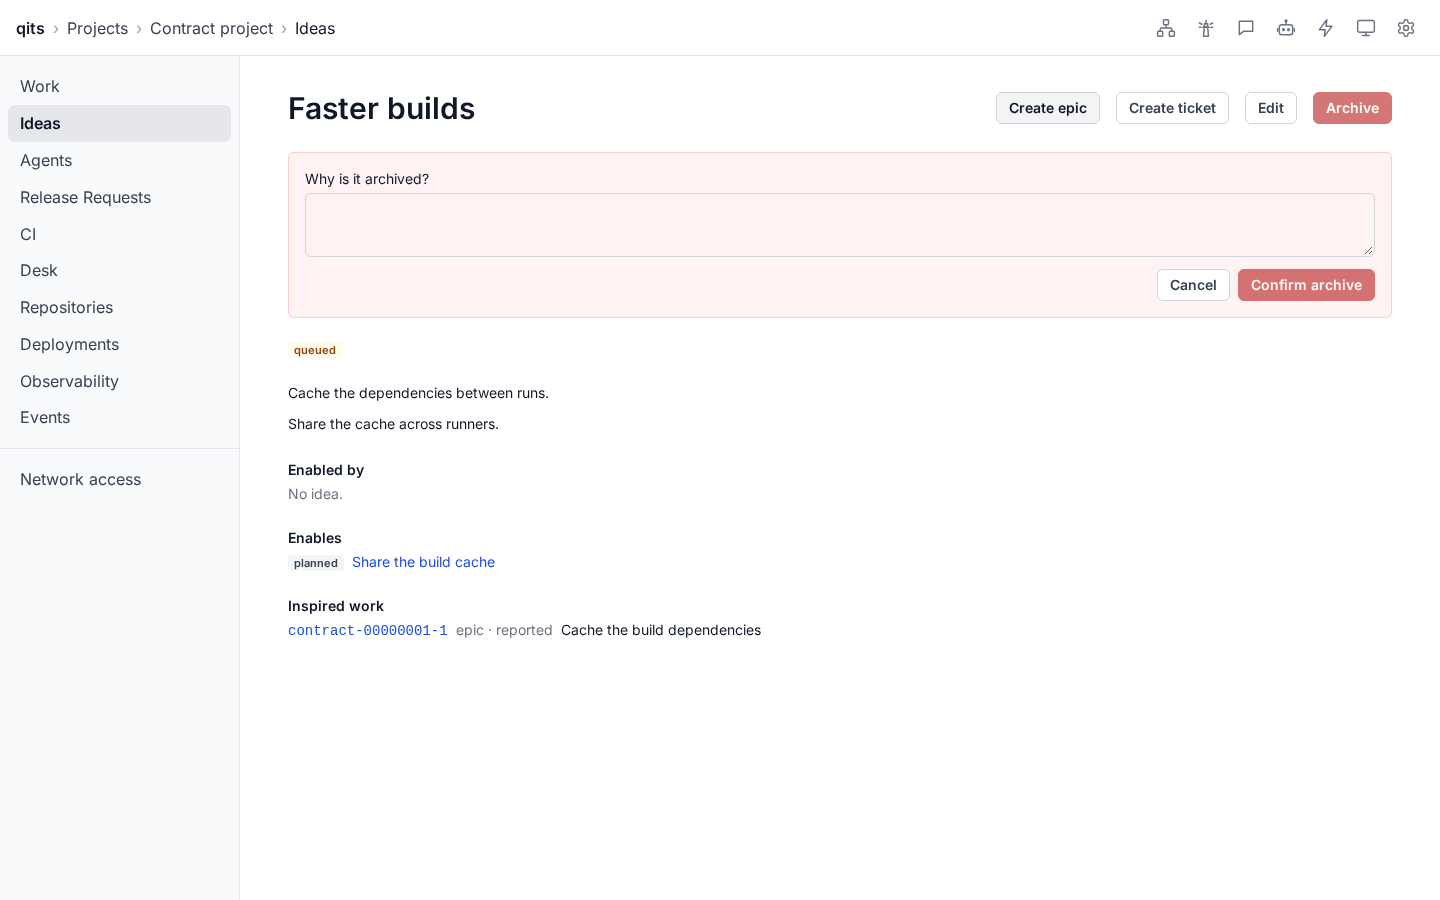 qits › Projects › Contract project › Ideas
Work
Ideas
Agents
Release Requests
CI
Desk
Repositories
Deployments
Observability
Events
Network access
Faster builds
Create epic
Create ticket
Edit
Archive
Why is it archived?
Cancel
Confirm archive
queued
Cache the dependencies between runs.
Share the cache across runners.
Enabled by
No idea.
Enables
planned Share the build cache
Inspired work
contract-00000001-1 epic · reported Cache the build dependencies